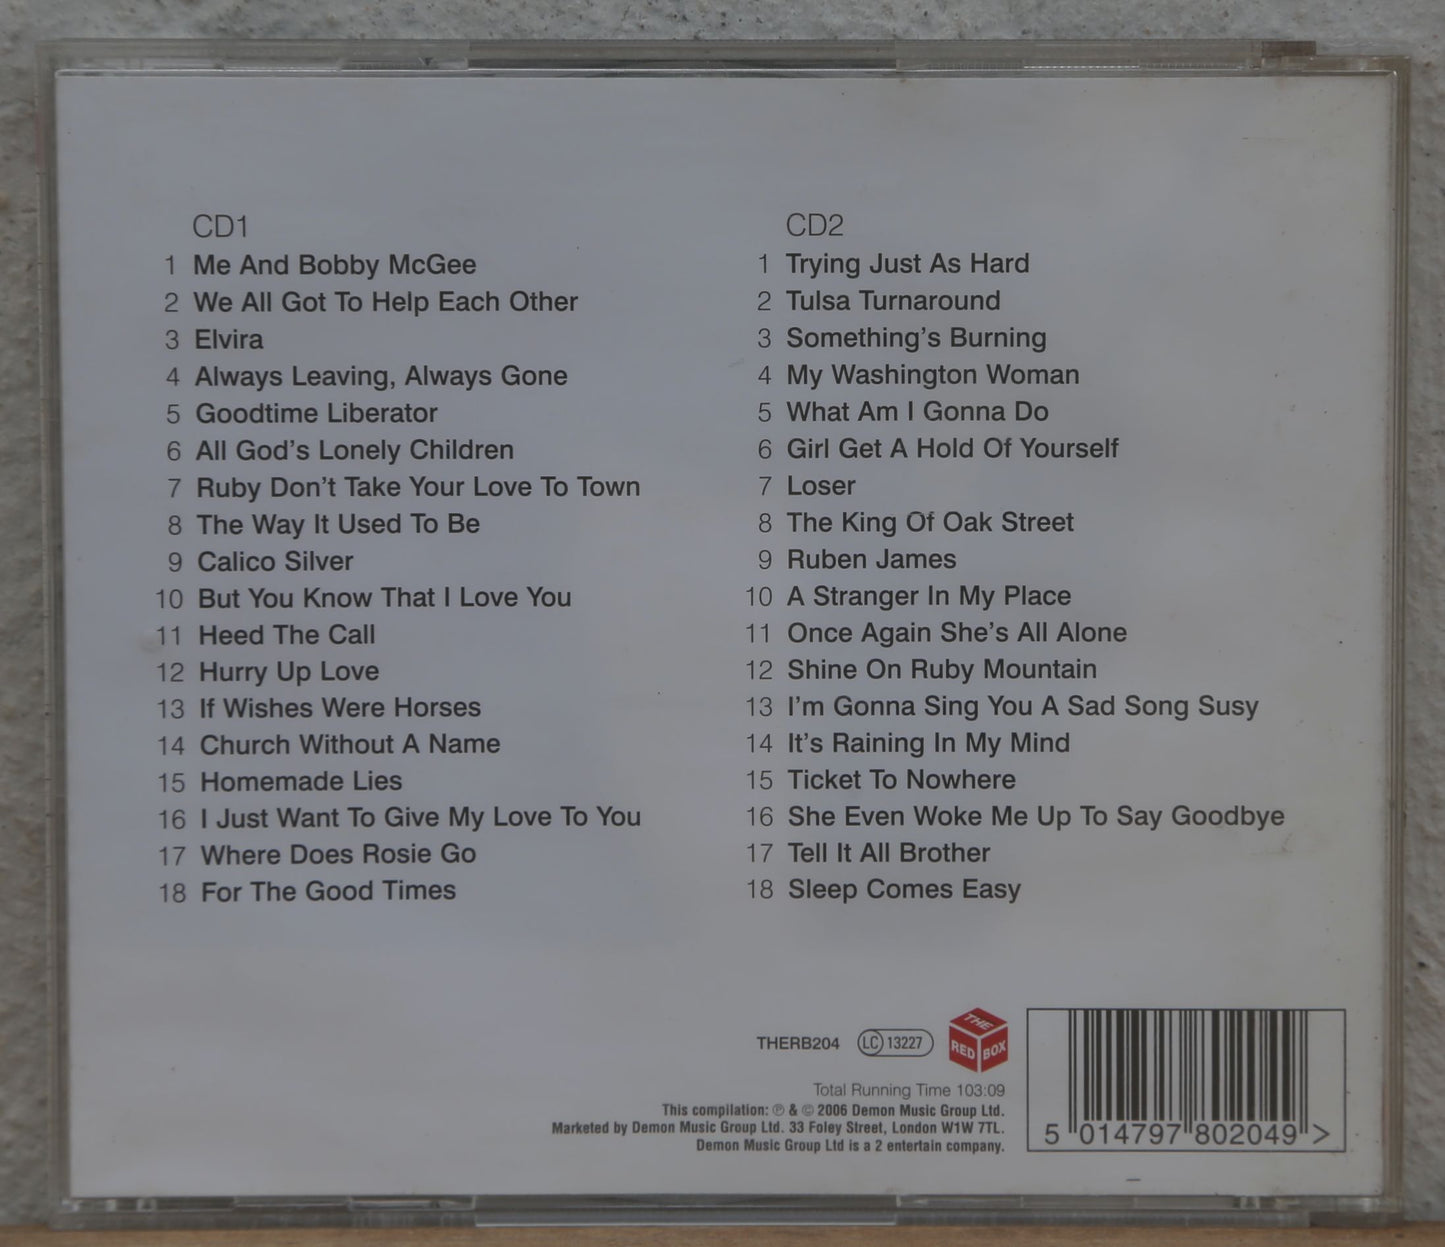 CD1
1 Me And Bobby McGee
2 We All Got To Help Each Other
3 Elvira
4 Always Leaving, Always Gone
5 Goodtime Liberator
6 All God's Lonely Children
7 Ruby Don't Take Your Love To Town
8 The Way It Used To Be
9 Calico Silver
10 But You Know That I Love You
11 Heed The Call
12 Hurry Up Love
13 If Wishes Were Horses
14 Church Without A Name
15 Homemade Lies
16 I Just Want To Give My Love To You
17 Where Does Rosie Go
18 For The Good Times
CD2
1 Trying Just As Hard
2 Tulsa Turnaround
3 Something's Burning
4 My Washington Woman
5 What Am I Gonna Do
6 Girl Get A Hold Of Yourself
7 Loser
8 The King Of Oak Street
9 Ruben James
10 A Stranger In My Place
11 Once Again She's All Alone
12 Shine On Ruby Mountain
13 I'm Gonna Sing You A Sad Song Susy
14 It's Raining In My Mind
15 Ticket To Nowhere
16 She Even Woke Me Up To Say Goodbye
17 Tell It All Brother
18 Sleep Comes Easy
THERB204 LC 13227
THE
RED BOX
Total Running Time 103:09
This compilation: ℗ & © 2006 Demon Music Group Ltd.
Marketed by Demon Music Group Ltd. 33 Foley Street, London W1W 7TL.
Demon Music Group Ltd is a 2 entertain company.
5 014797 802049 >